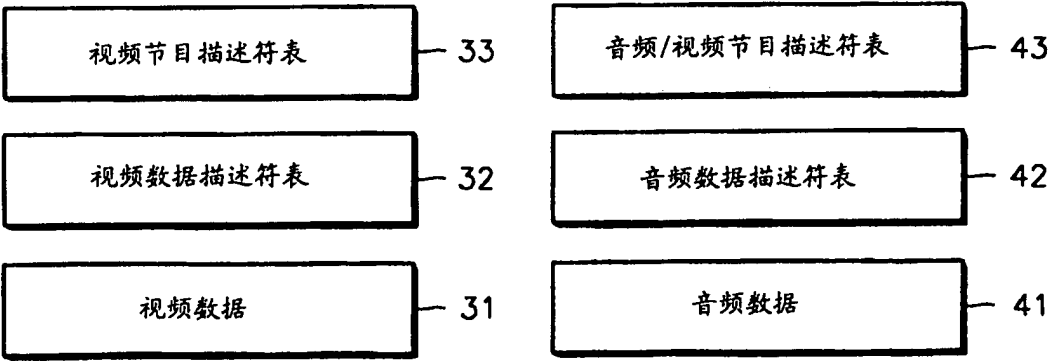 视频节目描述符表 33
音频/视频节目描述符表 43
视频数据描述符表 32
音频数据描述符表 42
视频数据 31
音频数据 41